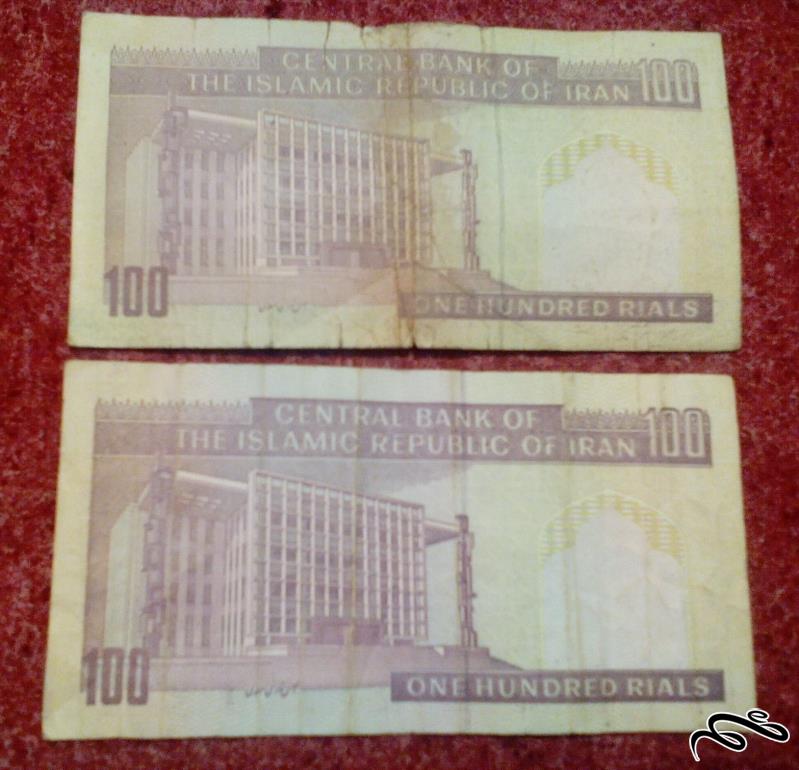 CENTRAL BANK OF
THE ISLAMIC REPUBLIC OF IRAN 100
100
ONE HUNDRED RIALS
CENTRAL BANK OF
THE ISLAMIC REPUBLIC OF IRAN 100
100
ONE HUNDRED RIALS